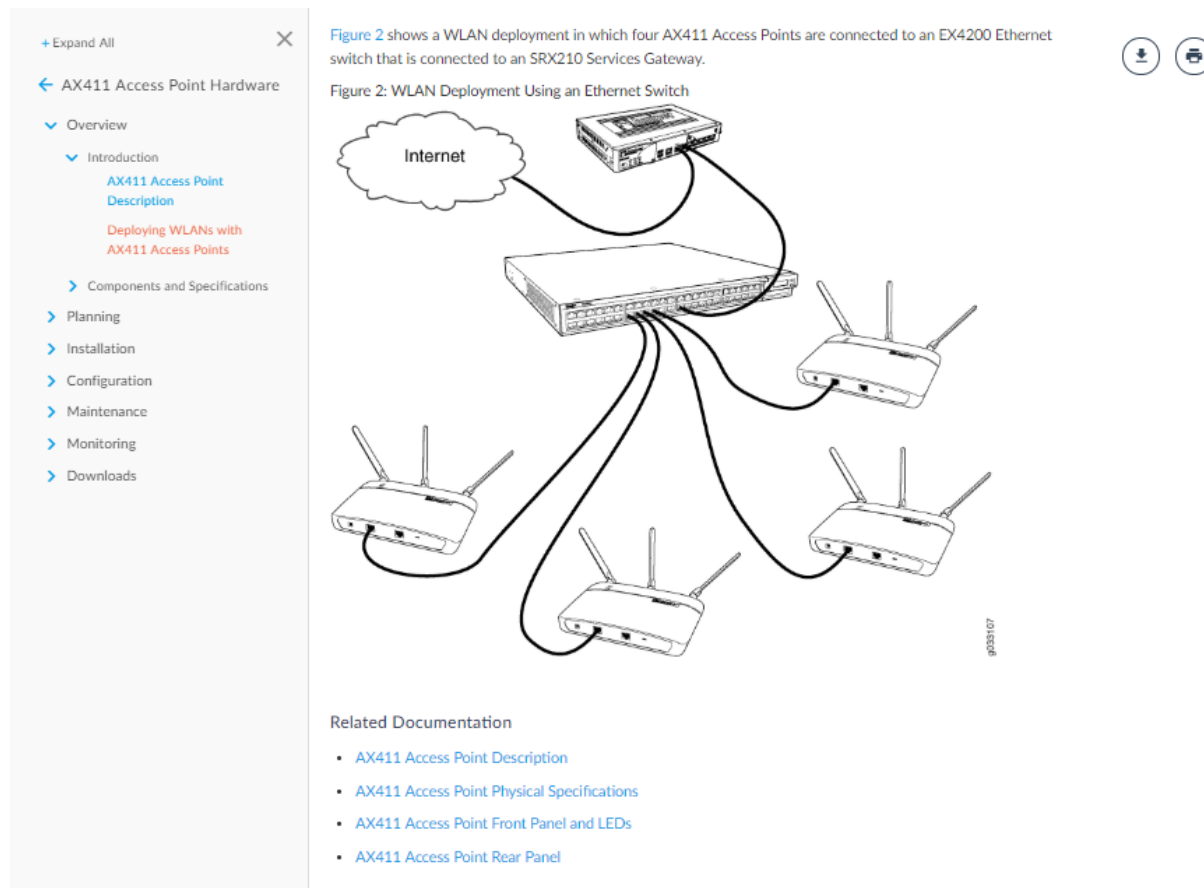 + Expand All
AX411 Access Point Hardware
Overview
Introduction
AX411 Access Point
Description
Deploying WLANs with
AX411 Access Points
Components and Specifications
Planning
Installation
Configuration
Maintenance
Monitoring
Downloads
Figure 2 shows a WLAN deployment in which four AX411 Access Points are connected to an EX4200 Ethernet
switch that is connected to an SRX210 Services Gateway.
Figure 2: WLAN Deployment Using an Ethernet Switch
Internet
g033107
Related Documentation
• AX411 Access Point Description
• AX411 Access Point Physical Specifications
• AX411 Access Point Front Panel and LEDs
• AX411 Access Point Rear Panel